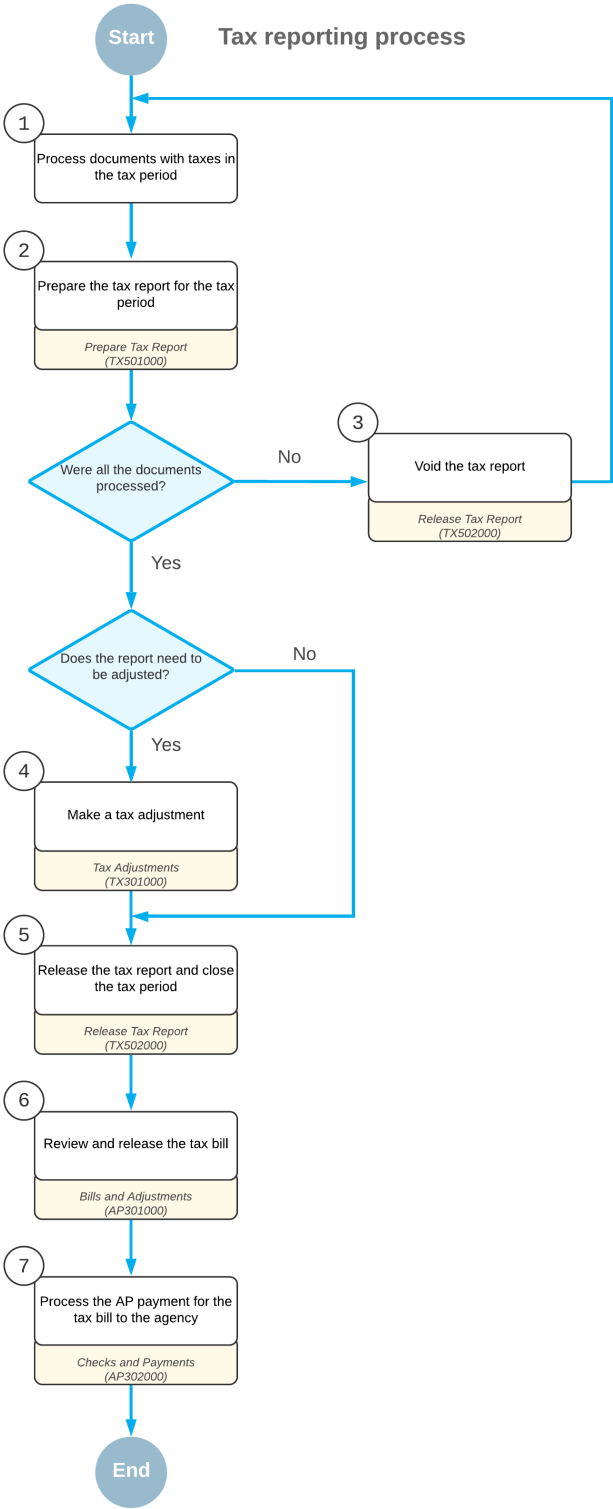 Start
Tax reporting process
1
Process documents with taxes in
the tax period
2
Prepare the tax report for the tax
period
Prepare Tax Report
(TX501000)
Were all the documents
processed?
No
3
Void the tax report
Release Tax Report
(TX502000)
Yes
Does the report need to
be adjusted?
No
Yes
4
Make a tax adjustment
Tax Adjustments
(TX301000)
5
Release the tax report and close
the tax period
Release Tax Report
(TX502000)
6
Review and release the tax bill
Bills and Adjustments
(AP301000)
7
Process the AP payment for the
tax bill to the agency
Checks and Payments
(AP302000)
End